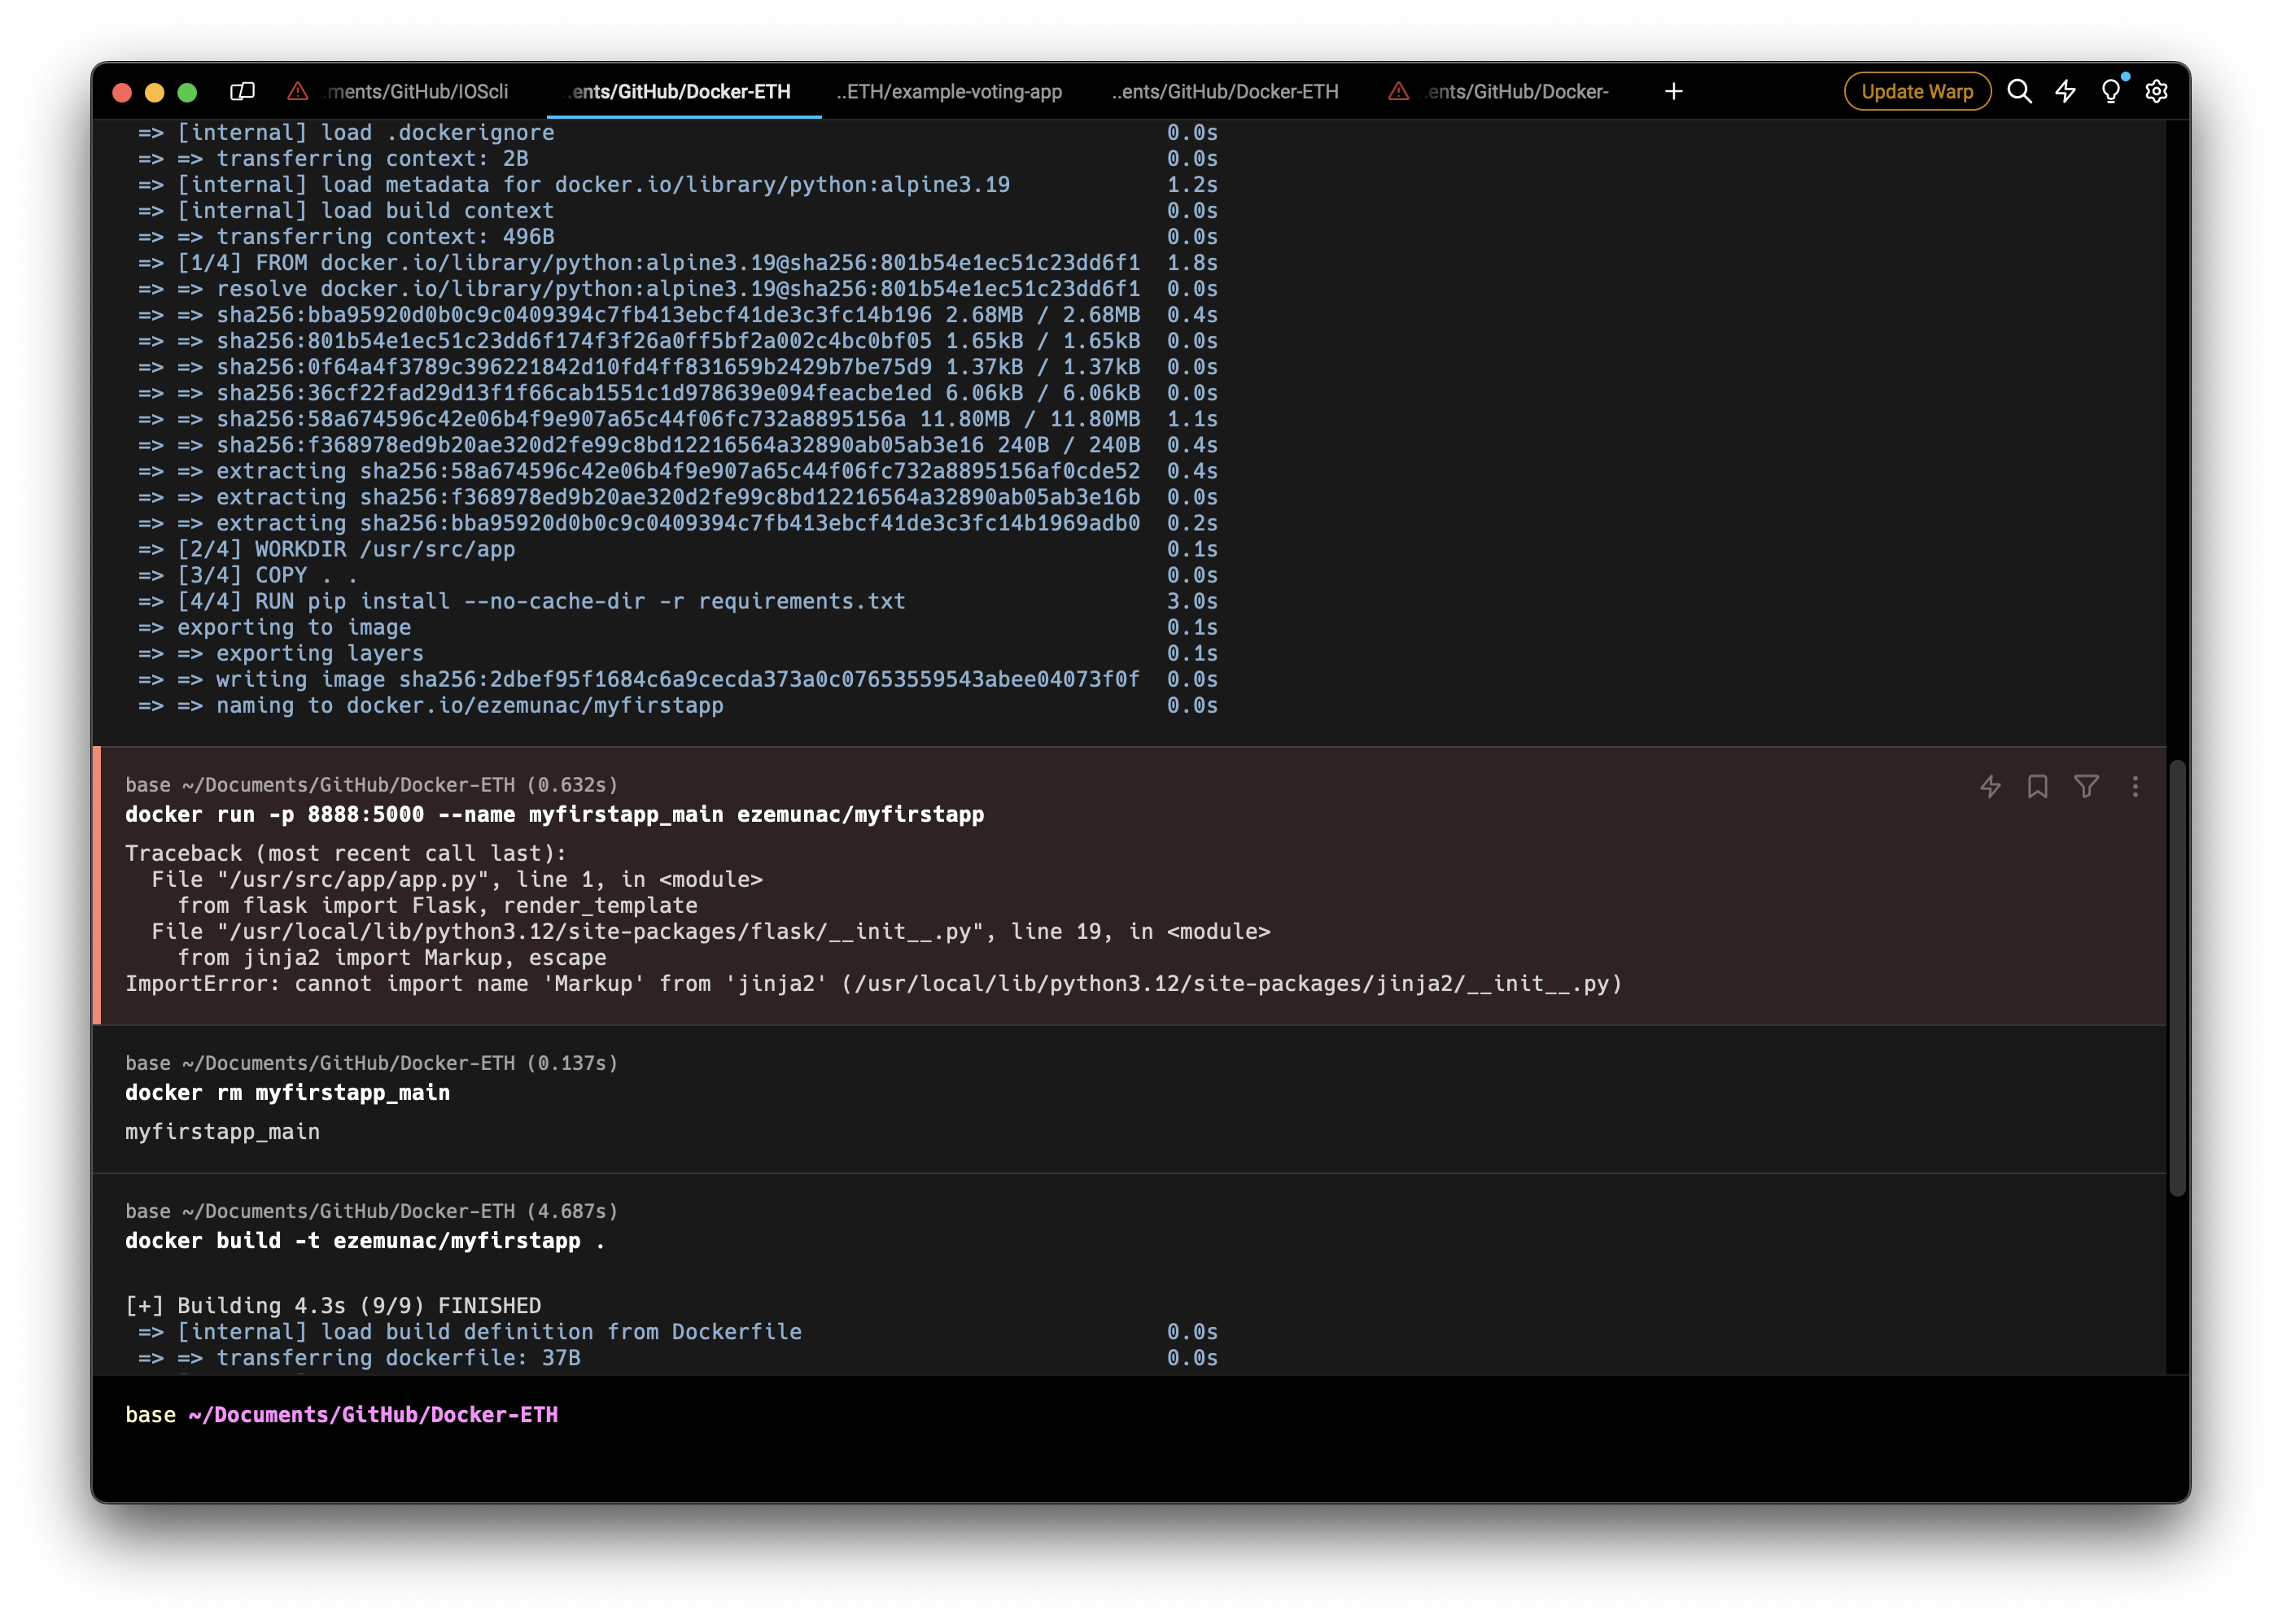 ..ments/GitHub/IOScli
..ents/GitHub/Docker-ETH
..ETH/example-voting-app
..ents/GitHub/Docker-ETH
..ents/GitHub/Docker-
+
Update Warp
=> [internal] load .dockerignore 0.0s
=> => transferring context: 2B 0.0s
=> [internal] load metadata for docker.io/library/python:alpine3.19 1.2s
=> [internal] load build context 0.0s
=> => transferring context: 496B 0.0s
=> [1/4] FROM docker.io/library/python:alpine3.19@sha256:801b54e1ec51c23dd6f1 1.8s
=> => resolve docker.io/library/python:alpine3.19@sha256:801b54e1ec51c23dd6f1 0.0s
=> => sha256:bba95920d0b0c9c0409394c7fb413ebcf41de3c3fc14b196 2.68MB / 2.68MB 0.4s
=> => sha256:801b54e1ec51c23dd6f174f3f26a0ff5bf2a002c4bc0bf05 1.65kB / 1.65kB 0.0s
=> => sha256:0f64a4f3789c396221842d10fd4ff831659b2429b7be75d9 1.37kB / 1.37kB 0.0s
=> => sha256:36cf22fad29d13f1f66cab1551c1d978639e094feacbe1ed 6.06kB / 6.06kB 0.0s
=> => sha256:58a674596c42e06b4f9e907a65c44f06fc732a8895156a 11.80MB / 11.80MB 1.1s
=> => sha256:f368978ed9b20ae320d2fe99c8bd12216564a32890ab05ab3e16 240B / 240B 0.4s
=> => extracting sha256:58a674596c42e06b4f9e907a65c44f06fc732a8895156af0cde52 0.4s
=> => extracting sha256:f368978ed9b20ae320d2fe99c8bd12216564a32890ab05ab3e16b 0.0s
=> => extracting sha256:bba95920d0b0c9c0409394c7fb413ebcf41de3c3fc14b1969adb0 0.2s
=> [2/4] WORKDIR /usr/src/app 0.1s
=> [3/4] COPY . . 0.0s
=> [4/4] RUN pip install --no-cache-dir -r requirements.txt 3.0s
=> exporting to image 0.1s
=> => exporting layers 0.1s
=> => writing image sha256:2dbef95f1684c6a9cecda373a0c07653559543abee04073f0f 0.0s
=> => naming to docker.io/ezemunac/myfirstapp 0.0s
base ~/Documents/GitHub/Docker-ETH (0.632s)
docker run -p 8888:5000 --name myfirstapp_main ezemunac/myfirstapp
Traceback (most recent call last):
File "/usr/src/app/app.py", line 1, in <module>
from flask import Flask, render_template
File "/usr/local/lib/python3.12/site-packages/flask/__init__.py", line 19, in <module>
from jinja2 import Markup, escape
ImportError: cannot import name 'Markup' from 'jinja2' (/usr/local/lib/python3.12/site-packages/jinja2/__init__.py)
base ~/Documents/GitHub/Docker-ETH (0.137s)
docker rm myfirstapp_main
myfirstapp_main
base ~/Documents/GitHub/Docker-ETH (4.687s)
docker build -t ezemunac/myfirstapp .
[+] Building 4.3s (9/9) FINISHED
=> [internal] load build definition from Dockerfile 0.0s
=> => transferring dockerfile: 37B 0.0s
base ~/Documents/GitHub/Docker-ETH